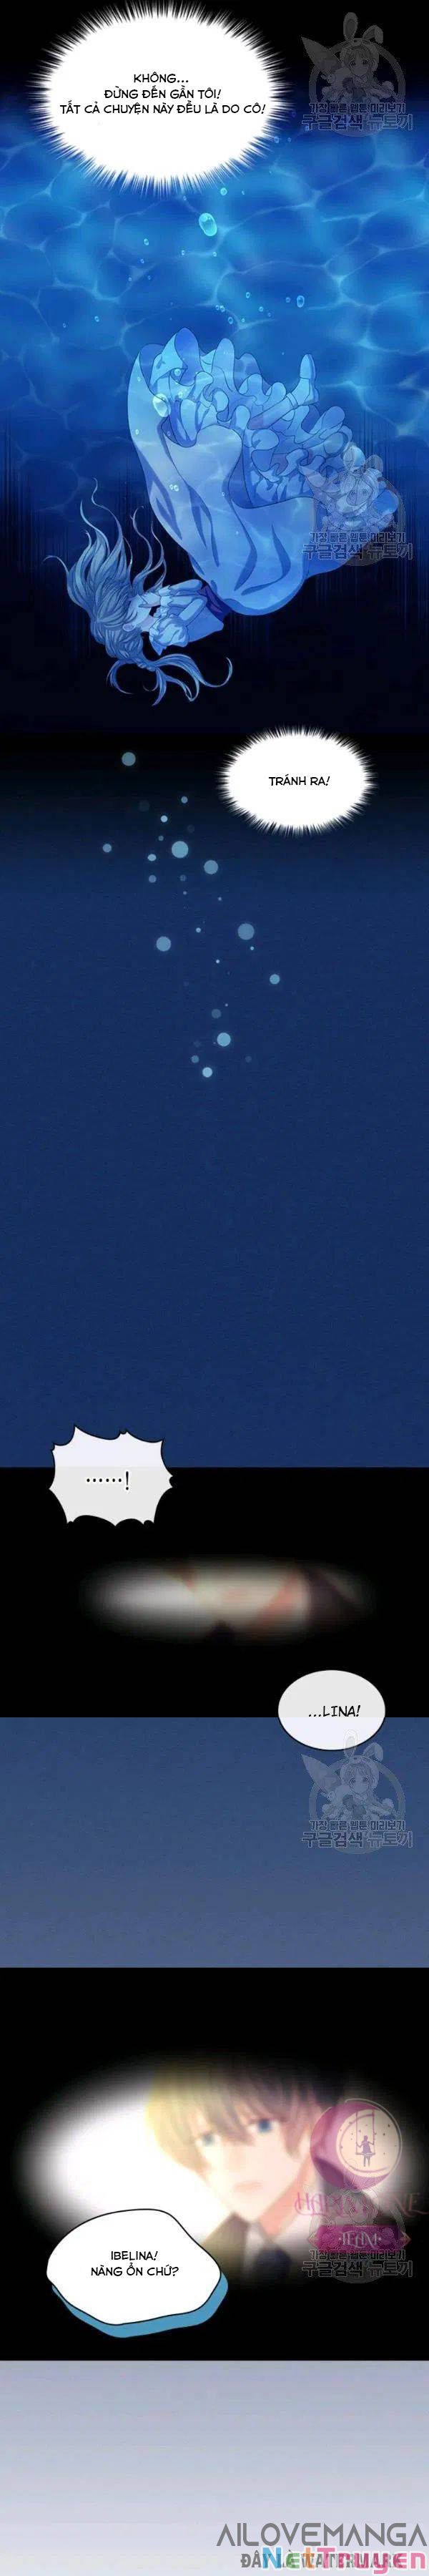 KHÔNG...
ĐỪNG ĐẾN GẦN TÔI!
TẤT CẢ CHUYỆN NÀY ĐỀU LÀ DO CÔ!
가장 빠른 웹툰 미리보기
구글검색 뉴토끼
가장 빠른 웹툰 미리보기
구글검색 뉴토끼
TRÁNH RA!
......!
...LINA!
가장 빠른 웹툰 미리보기
구글검색 뉴토끼
TEAM
가장 빠른 웹툰 미리보기
구글검색 뉴토끼
IBELINA!
NÀNG ỔN CHỨ?
AILOVEMANGA
ĐÂY LÀ WATERMARK
NetTruyen